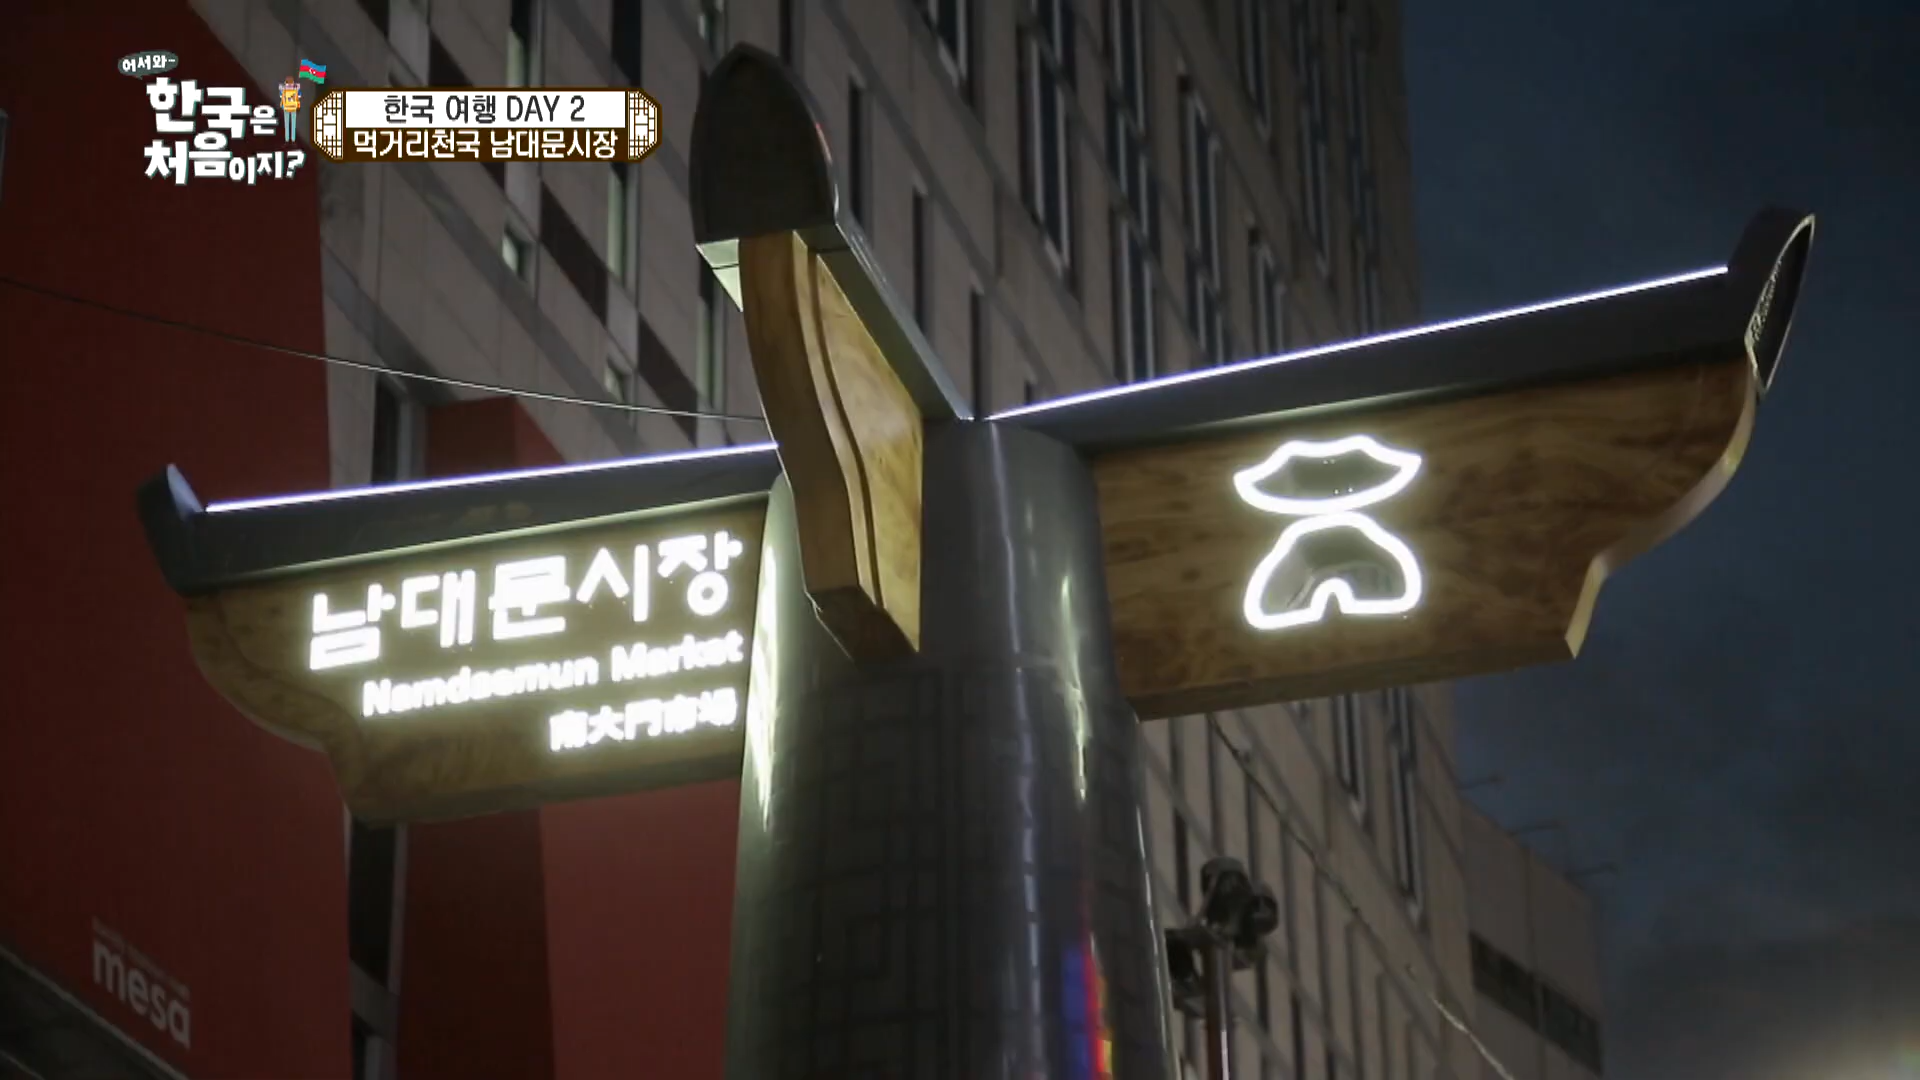 어서와~
한국은
처음이지?
한국 여행 DAY 2
먹거리천국 남대문시장
남대문시장
Namdaemun Market
南大門市場
mesa